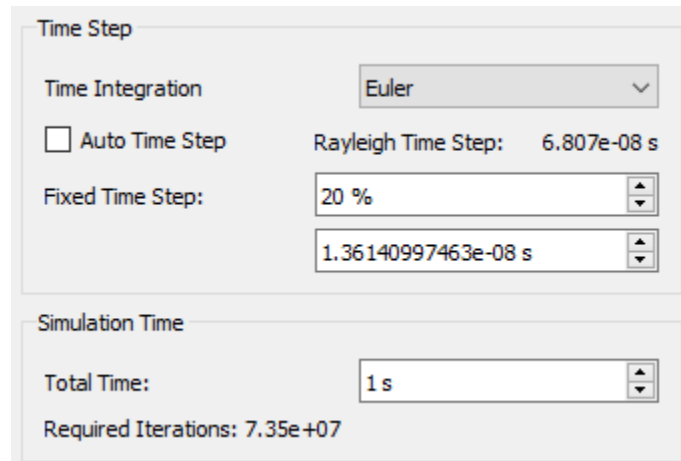 Time Step
Time Integration Euler
Auto Time Step Rayleigh Time Step: 6.807e-08 s
Fixed Time Step: 20 %
1.36140997463e-08 s
Simulation Time
Total Time: 1 s
Required Iterations: 7.35e+07